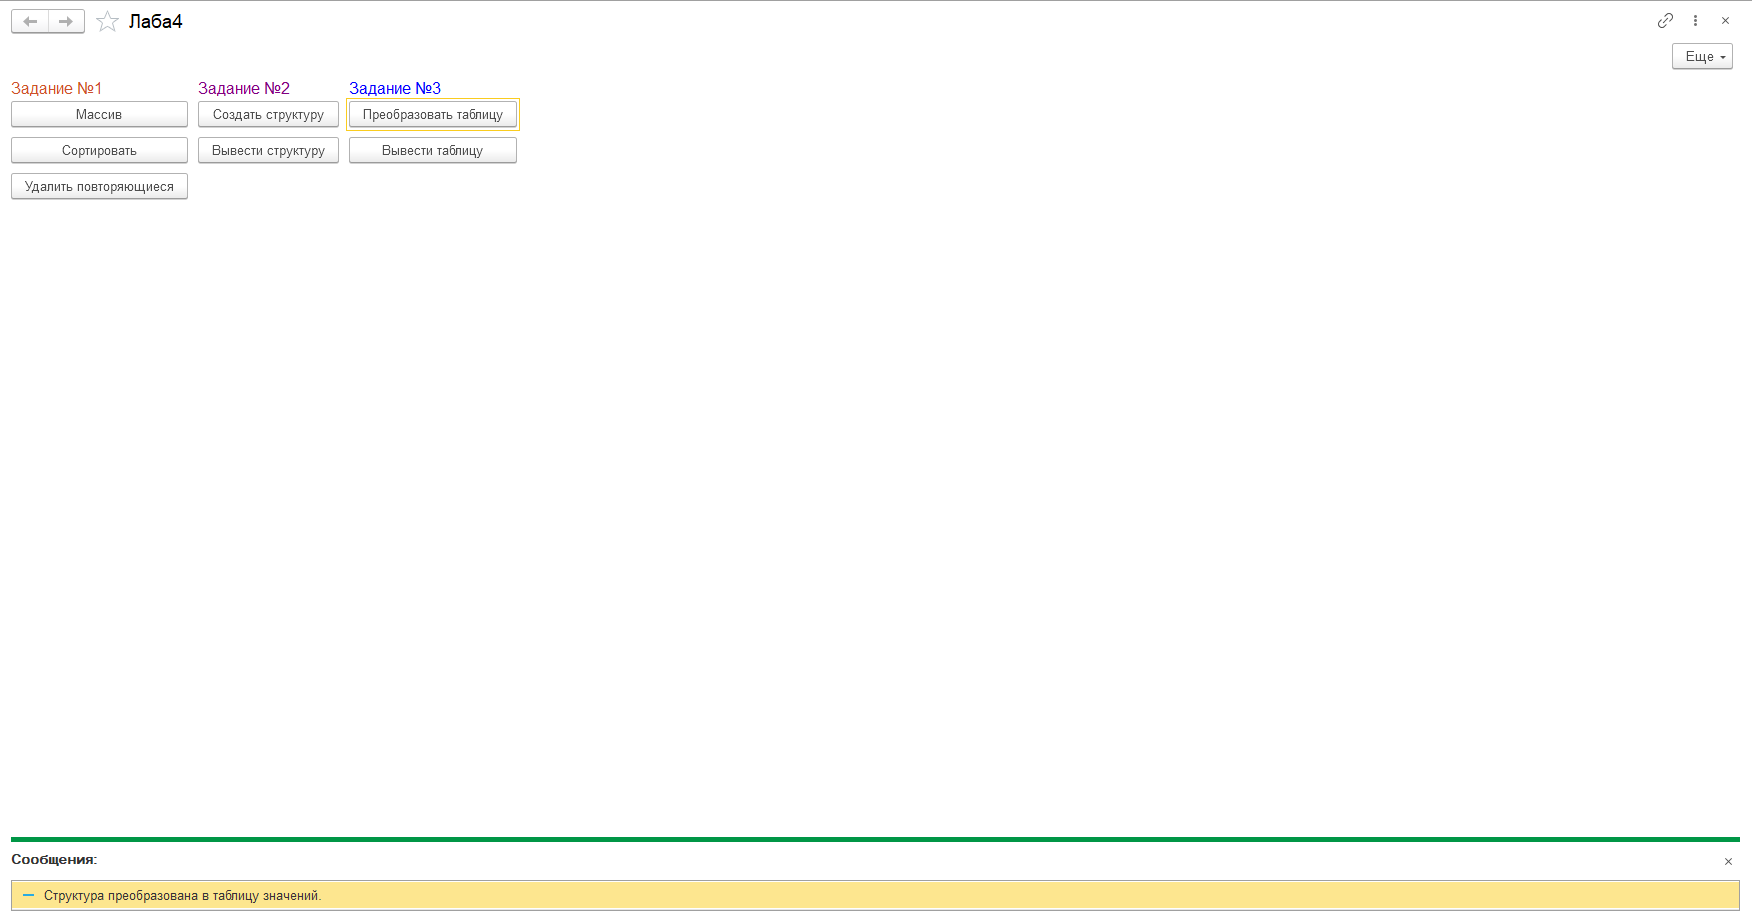 Лаба4
Еще
Задание №1
Задание №2
Задание №3
Массив
Создать структуру
Преобразовать таблицу
Сортировать
Вывести структуру
Вывести таблицу
Удалить повторяющиеся
Сообщения:
Структура преобразована в таблицу значений.